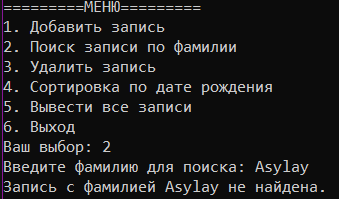 =========МЕНЮ=========
1. Добавить запись
2. Поиск записи по фамилии
3. Удалить запись
4. Сортировка по дате рождения
5. Вывести все записи
6. Выход
Ваш выбор: 2
Введите фамилию для поиска: Asylay
Запись с фамилией Asylay не найдена.